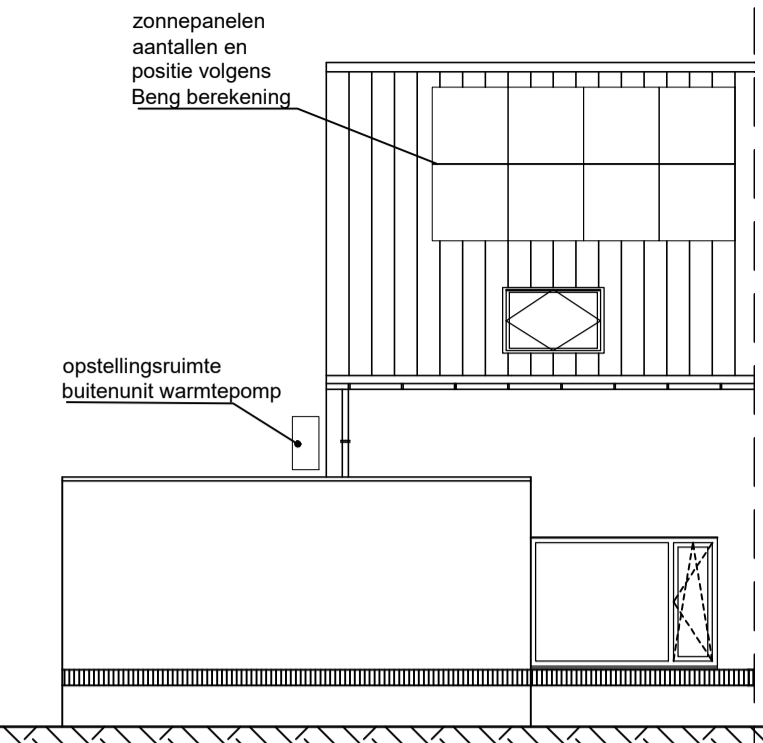 zonnepanelen
aantallen en
positie volgens
Beng berekening
opstellingsruimte
buitenunit warmtepomp